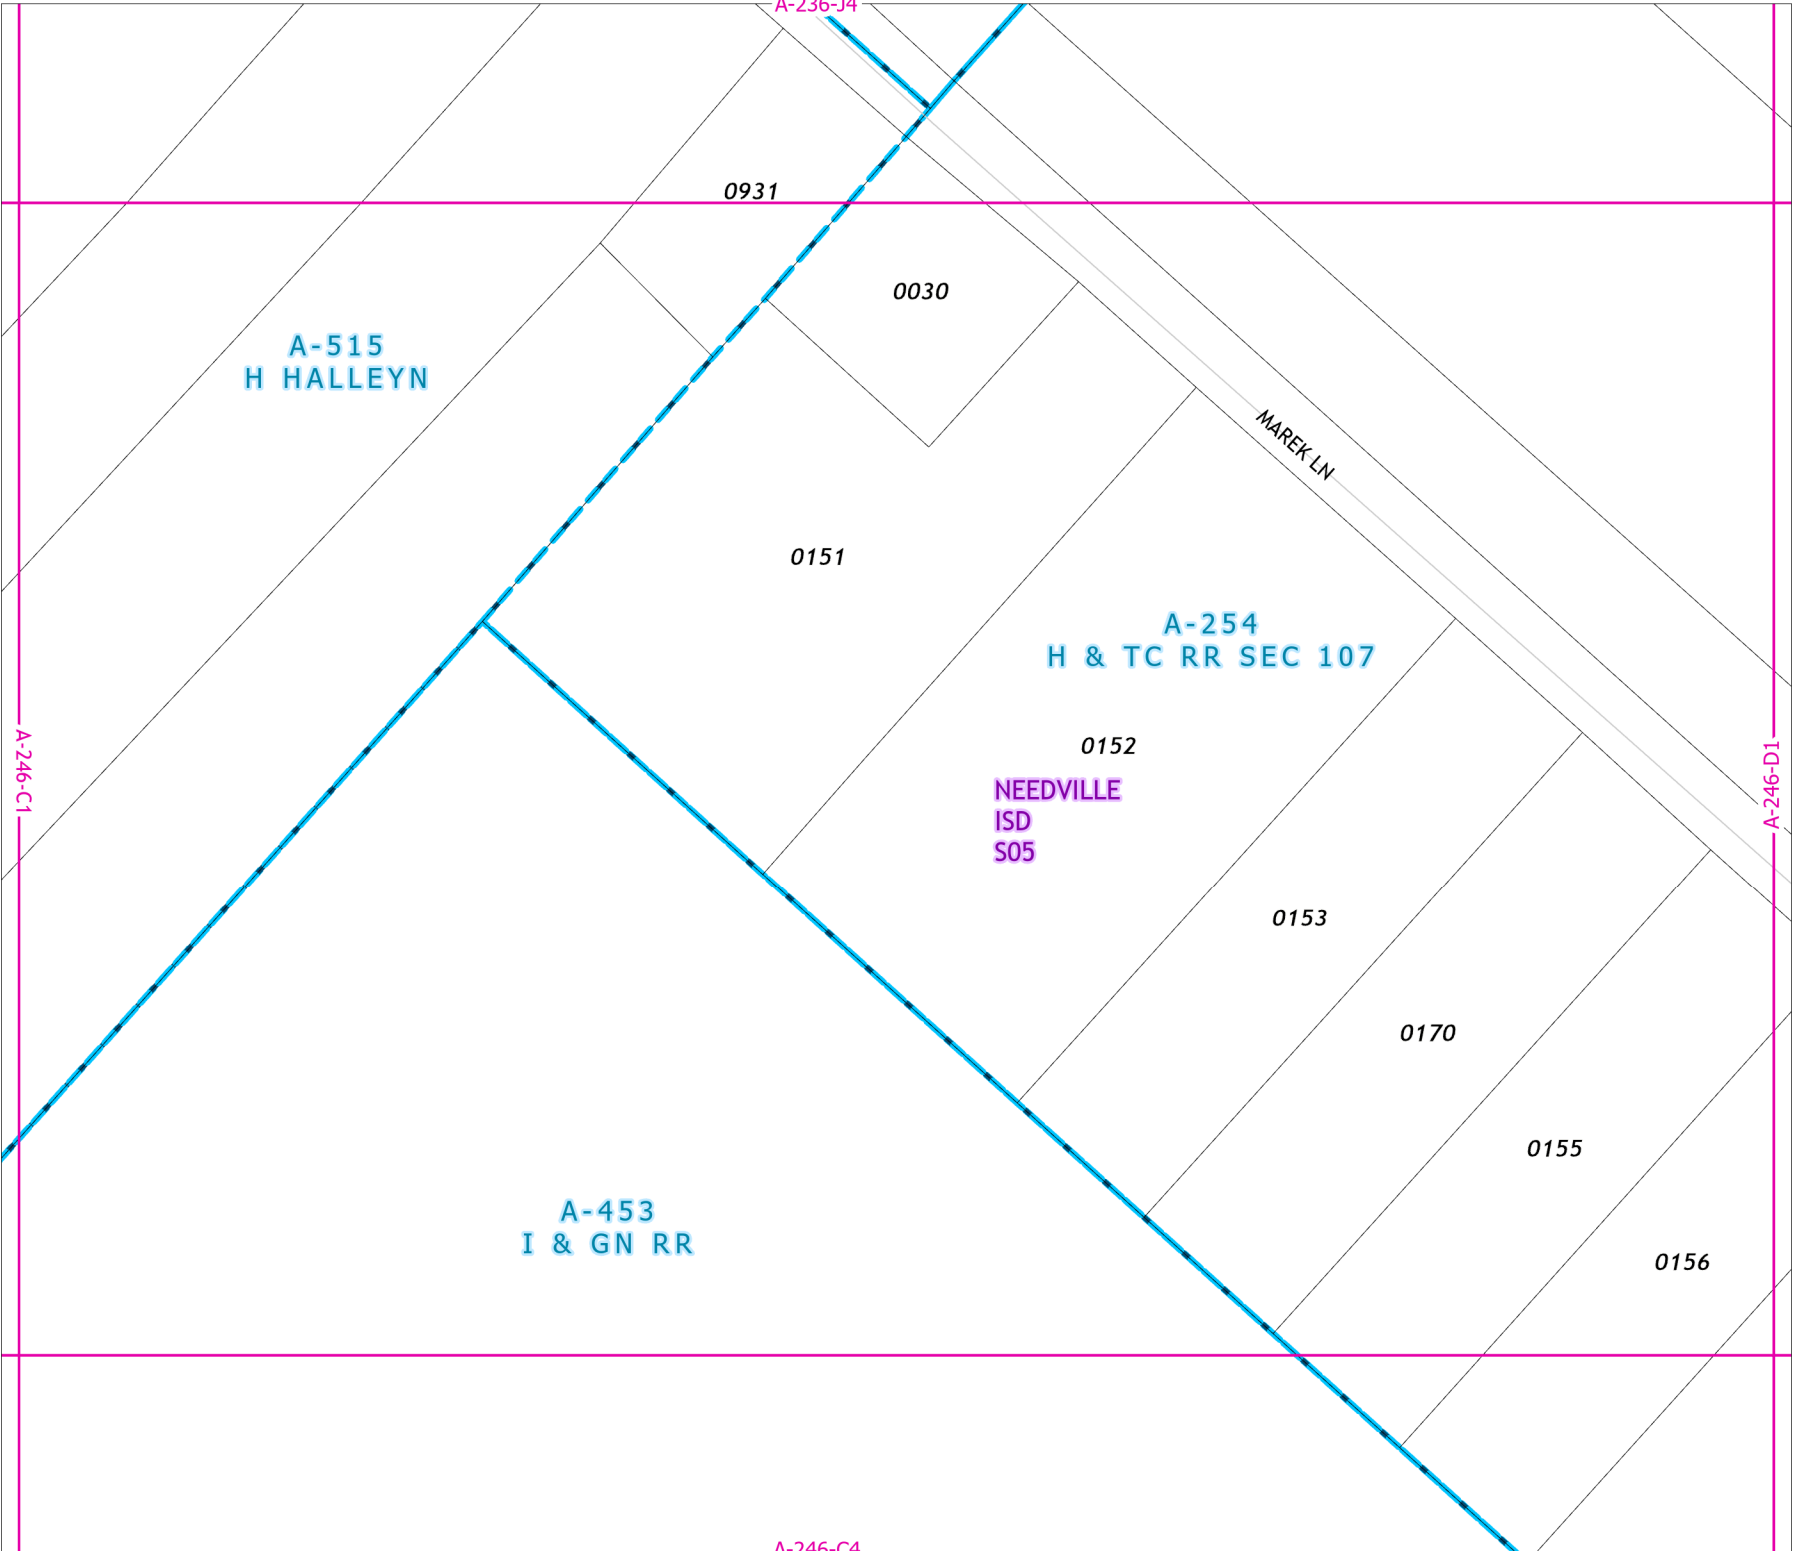 A-236-J4
0931
0030
A-515
H HALLEYN
MAREK LN
0151
A-254
H & TC RR SEC 107
0152
NEEDVILLE
ISD
S05
A-246-C1
A-246-D1
0153
0170
0155
A-453
I & GN RR
0156
A-246-C4